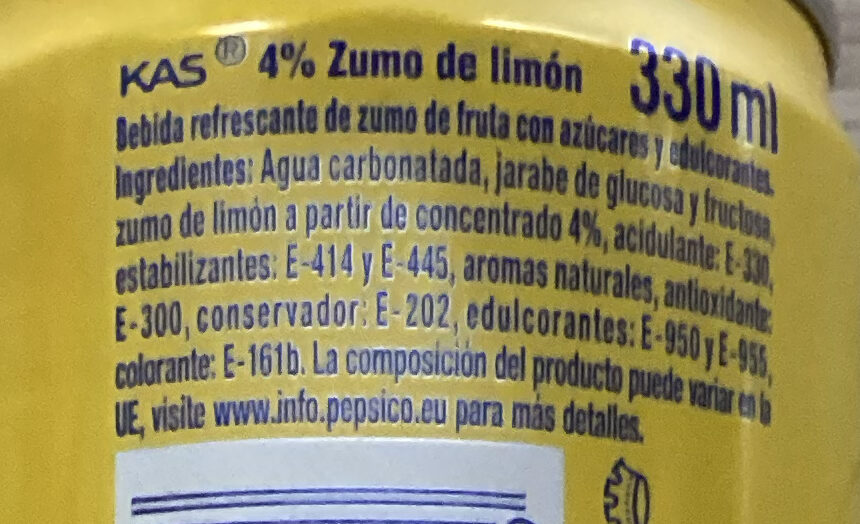 KAS® 4% Zumo de limón 330 ml
Bebida refrescante de zumo de fruta con azúcares y edulcorantes.
Ingredientes: Agua carbonatada, jarabe de glucosa y fructosa,
zumo de limón a partir de concentrado 4%, acidulante: E-330,
estabilizantes: E-414 y E-445, aromas naturales, antioxidante:
E-300, conservador: E-202, edulcorantes: E-950 y E-955,
colorante: E-161b. La composición del producto puede variar en la
UE, visite www.info.pepsico.eu para más detalles.